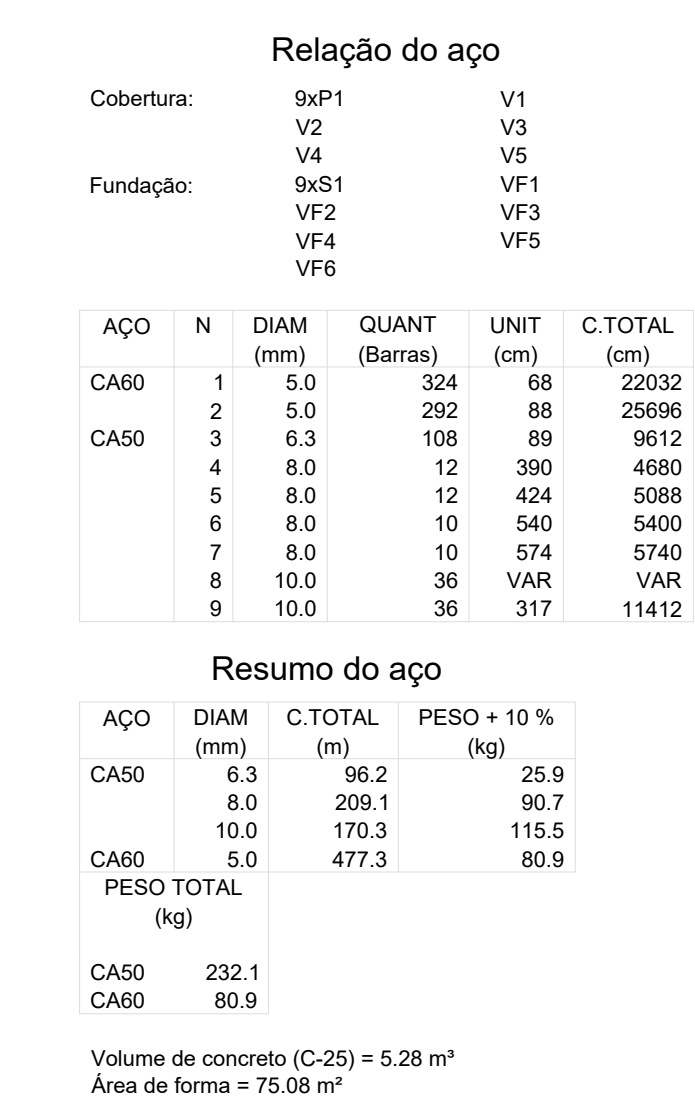 Relação do aço
Cobertura: 9xP1 V1
V2 V3
V4 V5
Fundação: 9xS1 VF1
VF2 VF3
VF4 VF5
VF6
AÇO N DIAM QUANT UNIT C.TOTAL
(mm) (Barras) (cm) (cm)
CA60 1 5.0 324 68 22032
2 5.0 292 88 25696
CA50 3 6.3 108 89 9612
4 8.0 12 390 4680
5 8.0 12 424 5088
6 8.0 10 540 5400
7 8.0 10 574 5740
8 10.0 36 VAR VAR
9 10.0 36 317 11412
Resumo do aço
AÇO DIAM C.TOTAL PESO + 10 %
(mm) (m) (kg)
CA50 6.3 96.2 25.9
8.0 209.1 90.7
10.0 170.3 115.5
CA60 5.0 477.3 80.9
PESO TOTAL
(kg)
CA50 232.1
CA60 80.9
Volume de concreto (C-25) = 5.28 m³
Área de forma = 75.08 m²